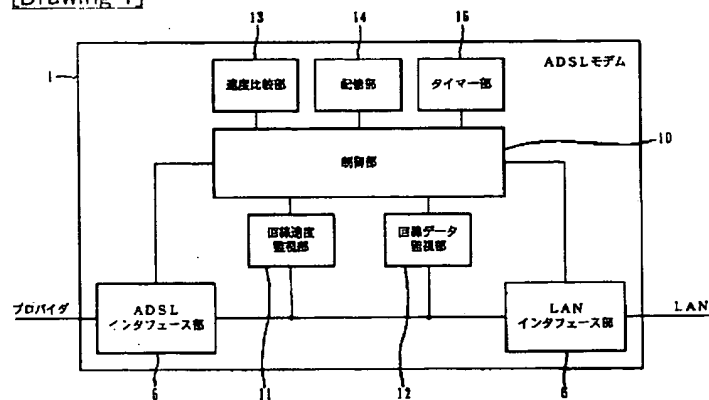 [Drawing 1]
13
14
15
1
ADSLモデム
速度比較部
記憶部
タイマー部
制御部
10
回線速度
監視部
回線データ
監視部
プロバイダ
ADSL
インタフェース部
LAN
インタフェース部
LAN
5
11
12
6